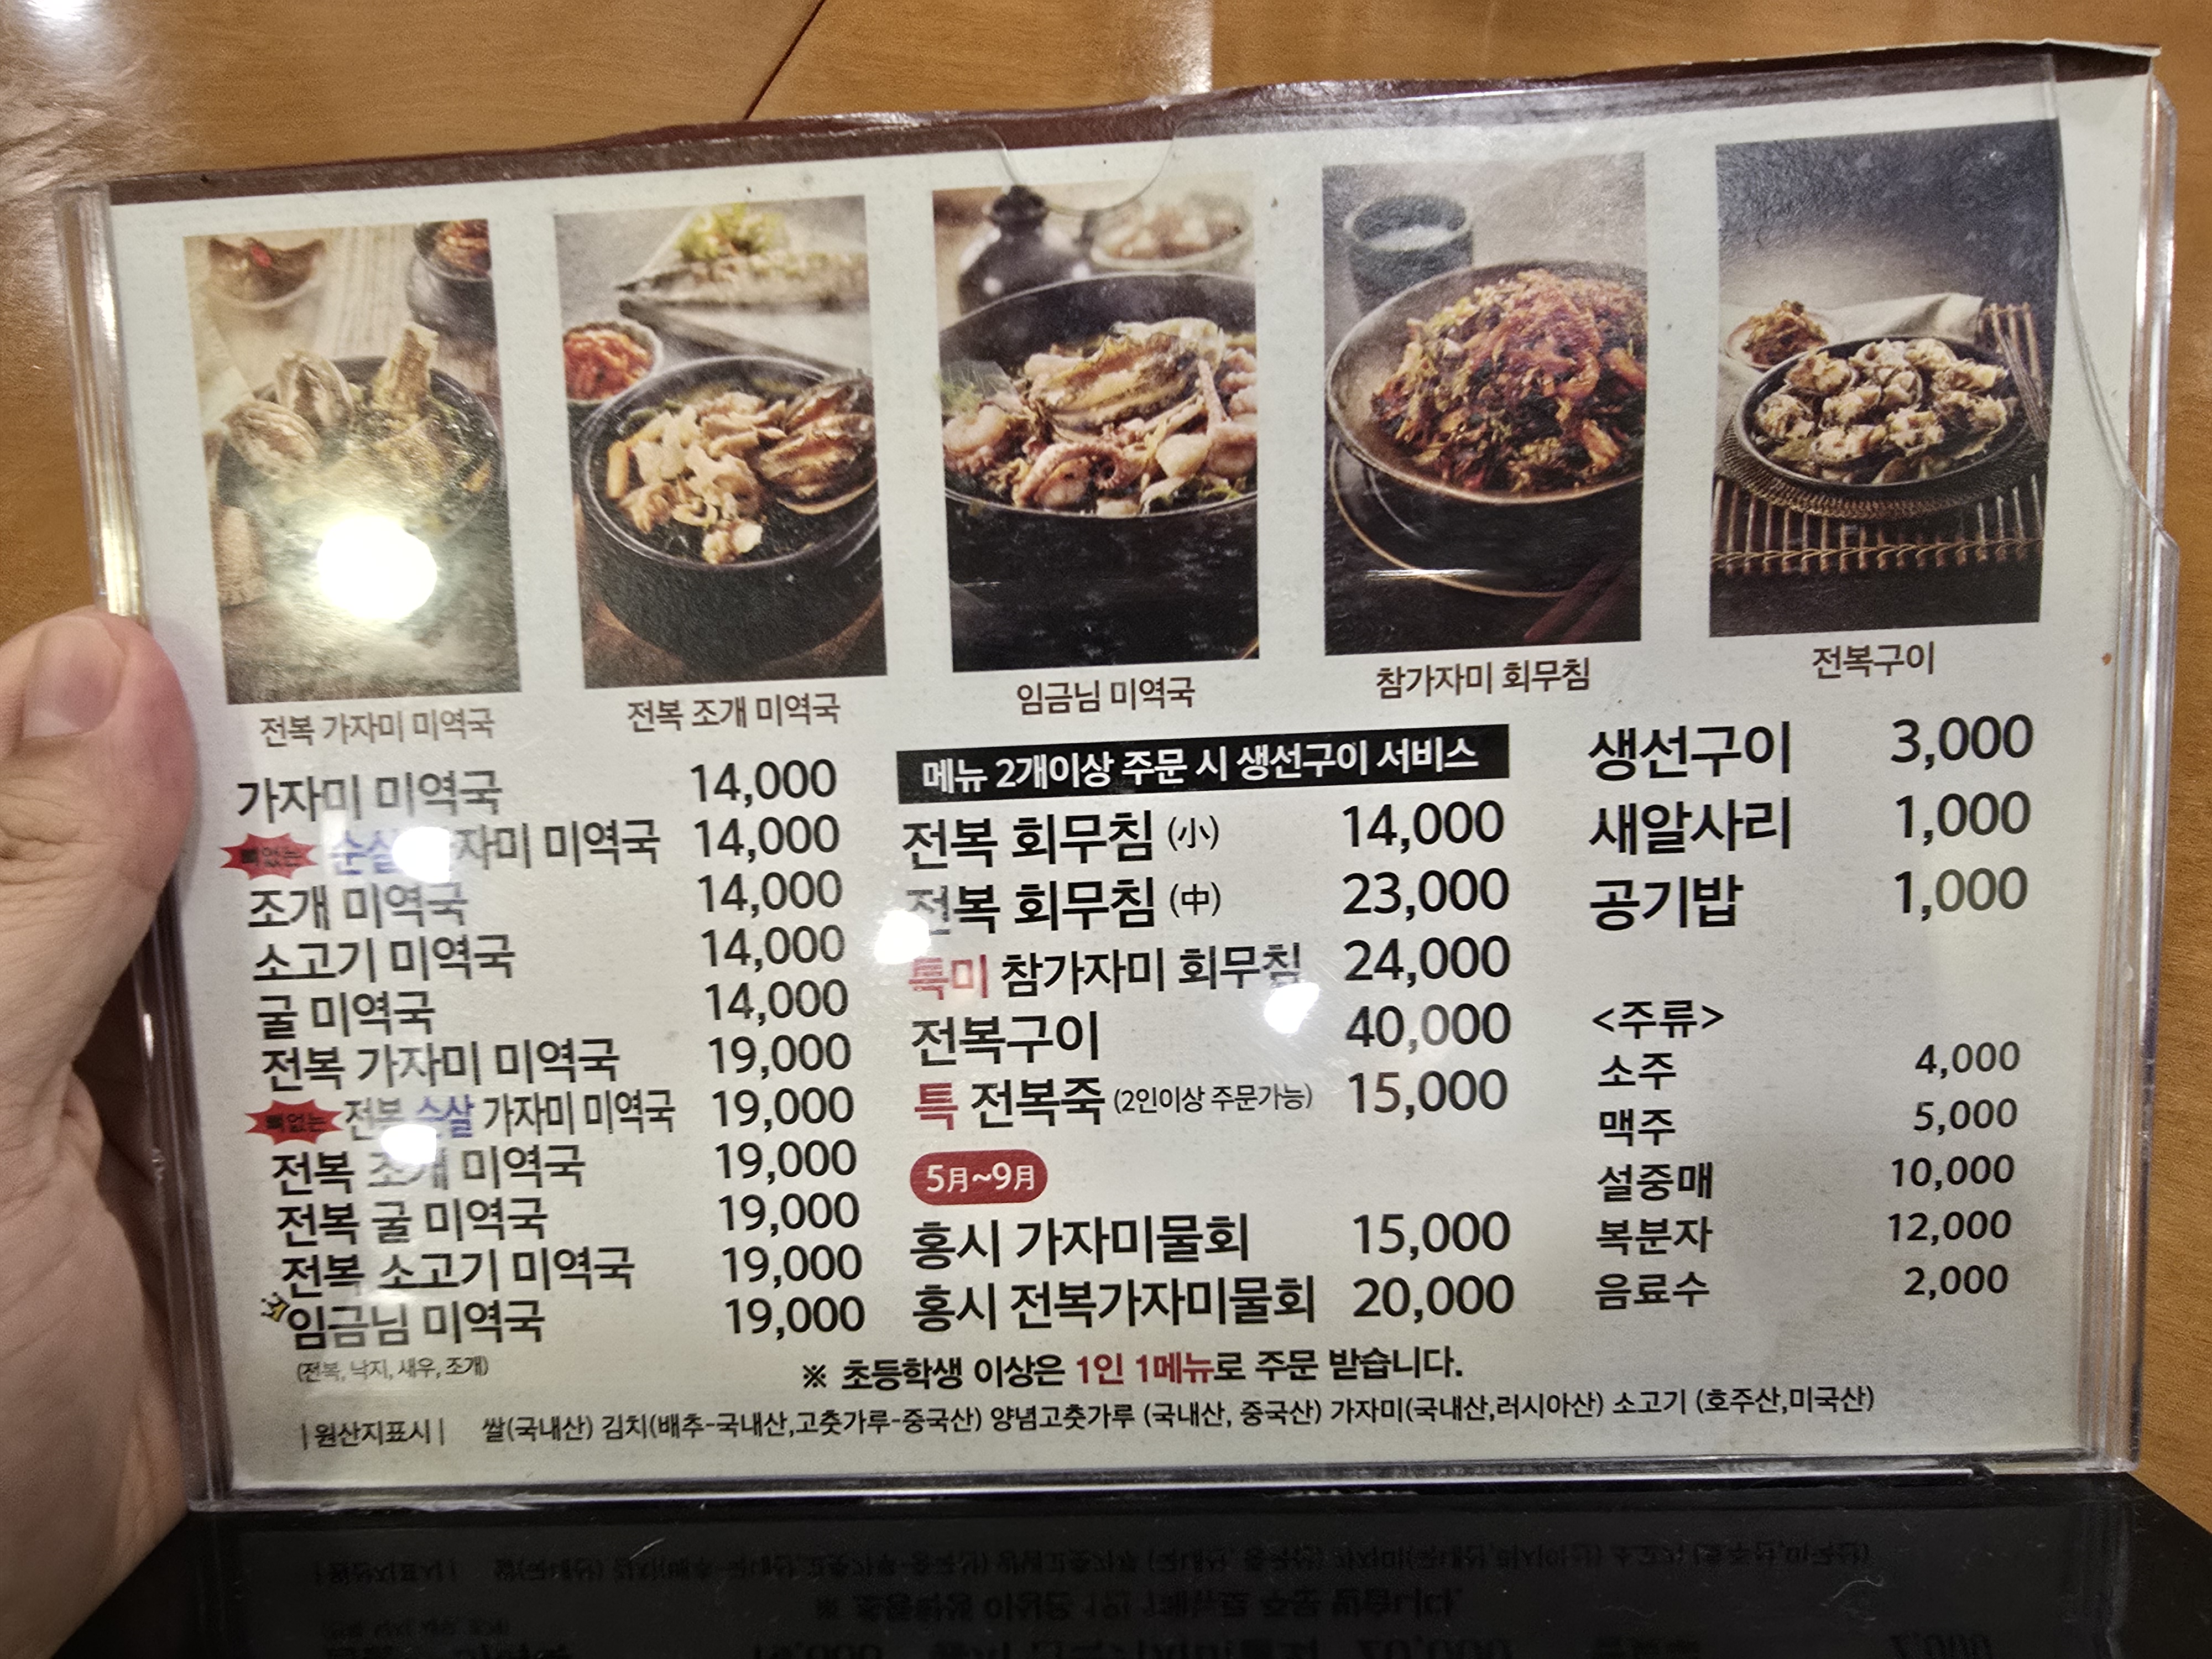 전복 가자미 미역국
전복 조개 미역국
임금님 미역국
참가자미 회무침
전복구이
가자미 미역국 14,000
뼈없는 순살 가자미 미역국 14,000
조개 미역국 14,000
소고기 미역국 14,000
굴 미역국 14,000
전복 가자미 미역국 19,000
뼈없는 전복 순살 가자미 미역국 19,000
전복 조개 미역국 19,000
전복 굴 미역국 19,000
전복 소고기 미역국 19,000
임금님 미역국 19,000
(전복, 낙지, 새우, 조개)
메뉴 2개이상 주문 시 생선구이 서비스
전복 회무침 (小) 14,000
전복 회무침 (中) 23,000
특미 참가자미 회무침 24,000
전복구이 40,000
특 전복죽 (2인이상 주문가능) 15,000
5月~9月
홍시 가자미물회 15,000
홍시 전복가자미물회 20,000
생선구이 3,000
새알사리 1,000
공기밥 1,000
<주류>
소주 4,000
맥주 5,000
설중매 10,000
복분자 12,000
음료수 2,000
※ 초등학생 이상은 1인 1메뉴로 주문 받습니다.
|원산지표시| 쌀(국내산) 김치(배추-국내산,고춧가루-중국산) 양념고춧가루 (국내산, 중국산) 가자미(국내산,러시아산) 소고기 (호주산,미국산)